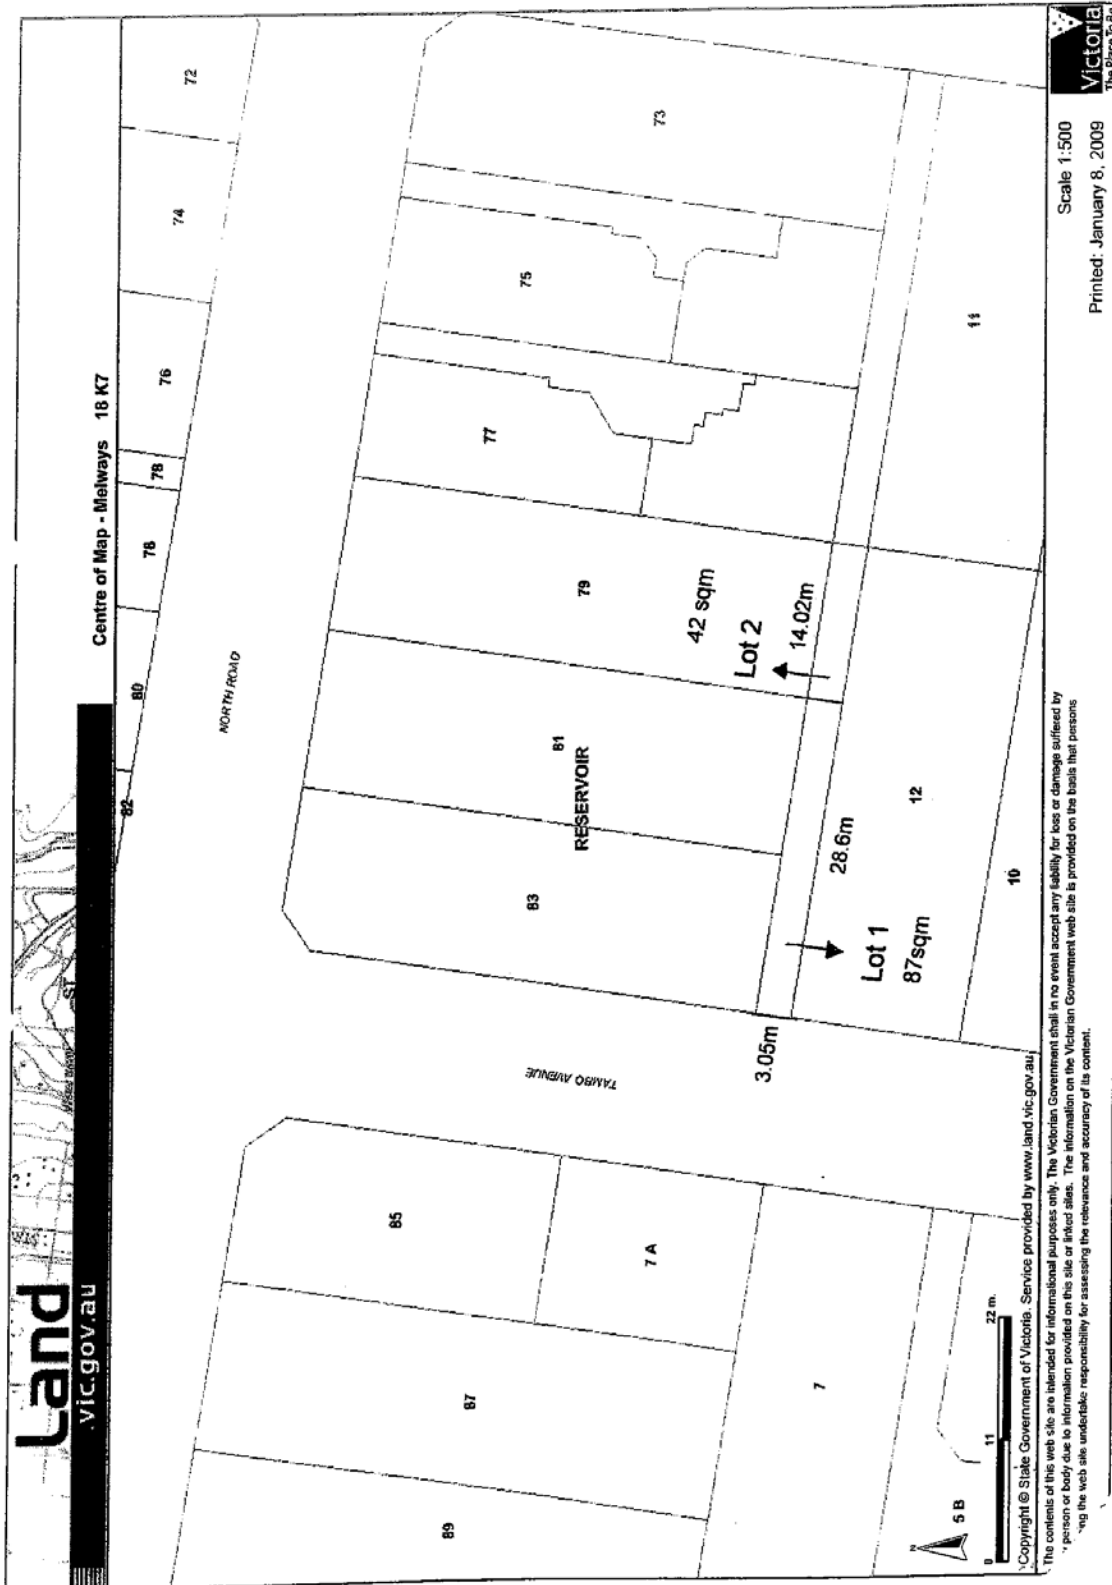 Land
.vic.gov.au
Centre of Map - Melways 18 K7
82
80
78
78
76
74
72
NORTH ROAD
89
87
85
7 A
7
5 B
TAMBO AVENUE
83
81
RESERVOIR
79
77
75
73
42 sqm
Lot 2
14.02m
3.05m
28.6m
Lot 1
87sqm
12
10
11
N
0 11 22 m.
Copyright © State Government of Victoria. Service provided by www.land.vic.gov.au
The contents of this web site are intended for informational purposes only. The Victorian Government shall in no event accept any liability for loss or damage suffered by
person or body due to information provided on this site or linked sites. The information on the Victorian Government web site is provided on the basis that persons
ing the web site undertake responsibility for assessing the relevance and accuracy of its content.
Scale 1:500
Printed: January 8, 2009
Victoria
The Place To Be